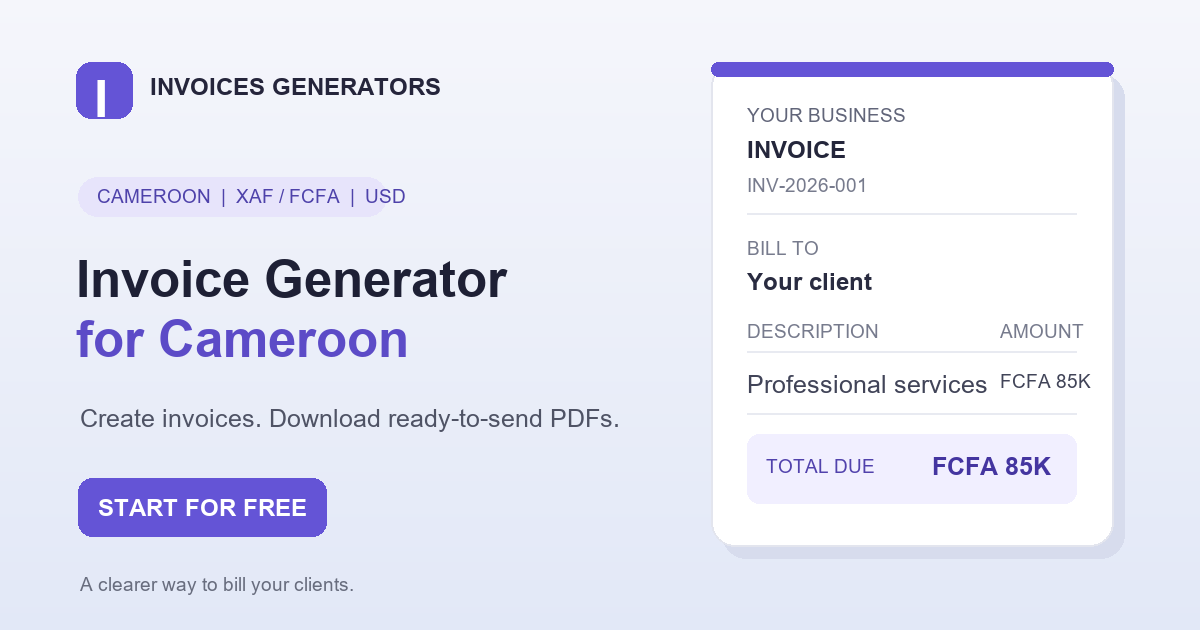 I INVOICES GENERATORS
CAMEROON | XAF / FCFA | USD
Invoice Generator
for Cameroon
Create invoices. Download ready-to-send PDFs.
START FOR FREE
A clearer way to bill your clients.
YOUR BUSINESS
INVOICE
INV-2026-001
BILL TO
Your client
DESCRIPTION AMOUNT
Professional services FCFA 85K
TOTAL DUE FCFA 85K